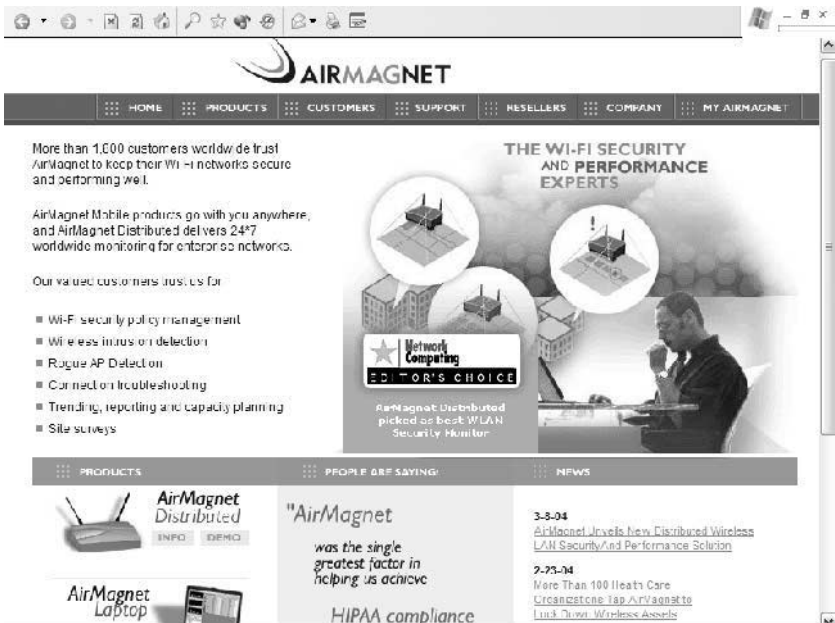 AIRMAGNET
HOME PRODUCTS CUSTOMERS SUPPORT RESELLERS COMPANY MY AIRMAGNET
More than 1,800 customers worldwide trust
AirMagnet to keep their Wi-Fi networks secure
and performing well.
AirMagnet Mobile products go with you anywhere,
and AirMagnet Distributed delivers 24*7
worldwide monitoring for enterprise networks.
Our valued customers trust us for
Wi-Fi security policy management
Wireless intrusion detection
Rogue AP Detection
Connection troubleshooting
Trending, reporting and capacity planning
Site surveys
THE WI-FI SECURITY
AND PERFORMANCE
EXPERTS
!
Network
Computing
EDITOR'S CHOICE
AirMagnet Distributed
picked as best WLAN
Security Monitor
PRODUCTS
AirMagnet
Distributed
INFO DEMO
AirMagnet
Laptop
PEOPLE ARE SAYING:
"AirMagnet
was the single
greatest factor in
helping us achieve
HIPAA compliance
NEWS
3-8-04
AirMagnet Unveils New Distributed Wireless
LAN Security And Performance Solution
2-23-04
More Than 100 Health Care
Organizations Tap AirMagnet to
Lock Down Wireless Assets